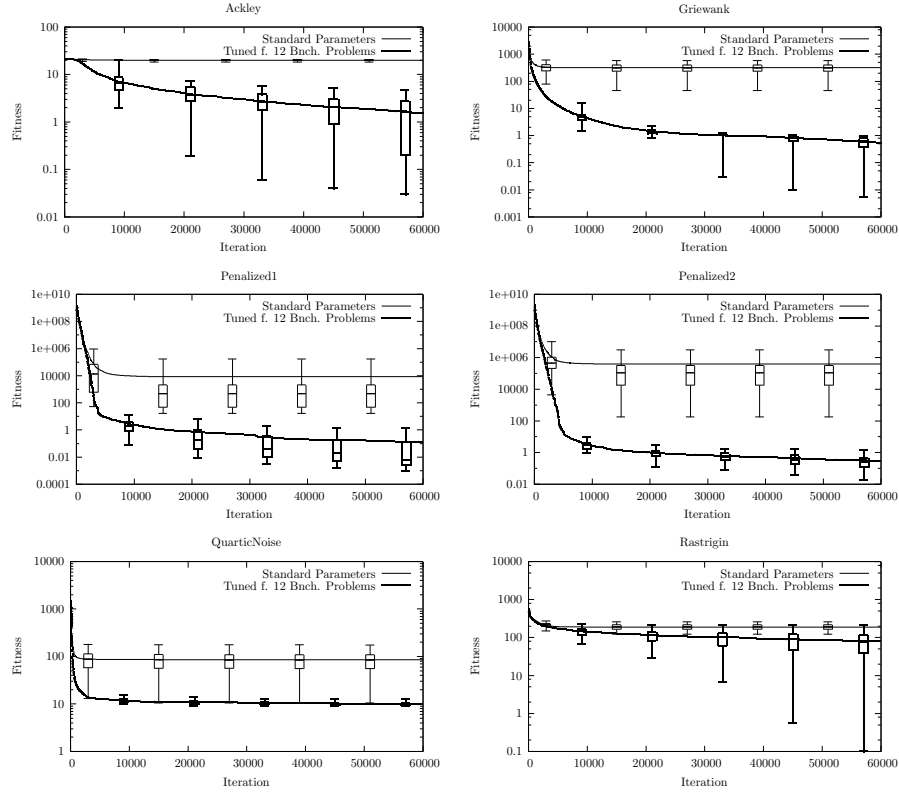 Ackley
Standard Parameters
Tuned f. 12 Bnch. Problems
Fitness
100
10
1
0.1
0.01
0 10000 20000 30000 40000 50000 60000
Iteration
Griewank
Standard Parameters
Tuned f. 12 Bnch. Problems
Fitness
10000
1000
100
10
1
0.1
0.01
0.001
0 10000 20000 30000 40000 50000 60000
Iteration
Penalized1
Standard Parameters
Tuned f. 12 Bnch. Problems
Fitness
1e+010
1e+008
1e+006
10000
100
1
0.01
0.0001
0 10000 20000 30000 40000 50000 60000
Iteration
Penalized2
Standard Parameters
Tuned f. 12 Bnch. Problems
Fitness
1e+010
1e+008
1e+006
10000
100
1
0.01
0 10000 20000 30000 40000 50000 60000
Iteration
QuarticNoise
Standard Parameters
Tuned f. 12 Bnch. Problems
Fitness
10000
1000
100
10
1
0 10000 20000 30000 40000 50000 60000
Iteration
Rastrigin
Standard Parameters
Tuned f. 12 Bnch. Problems
Fitness
10000
1000
100
10
1
0.1
0 10000 20000 30000 40000 50000 60000
Iteration